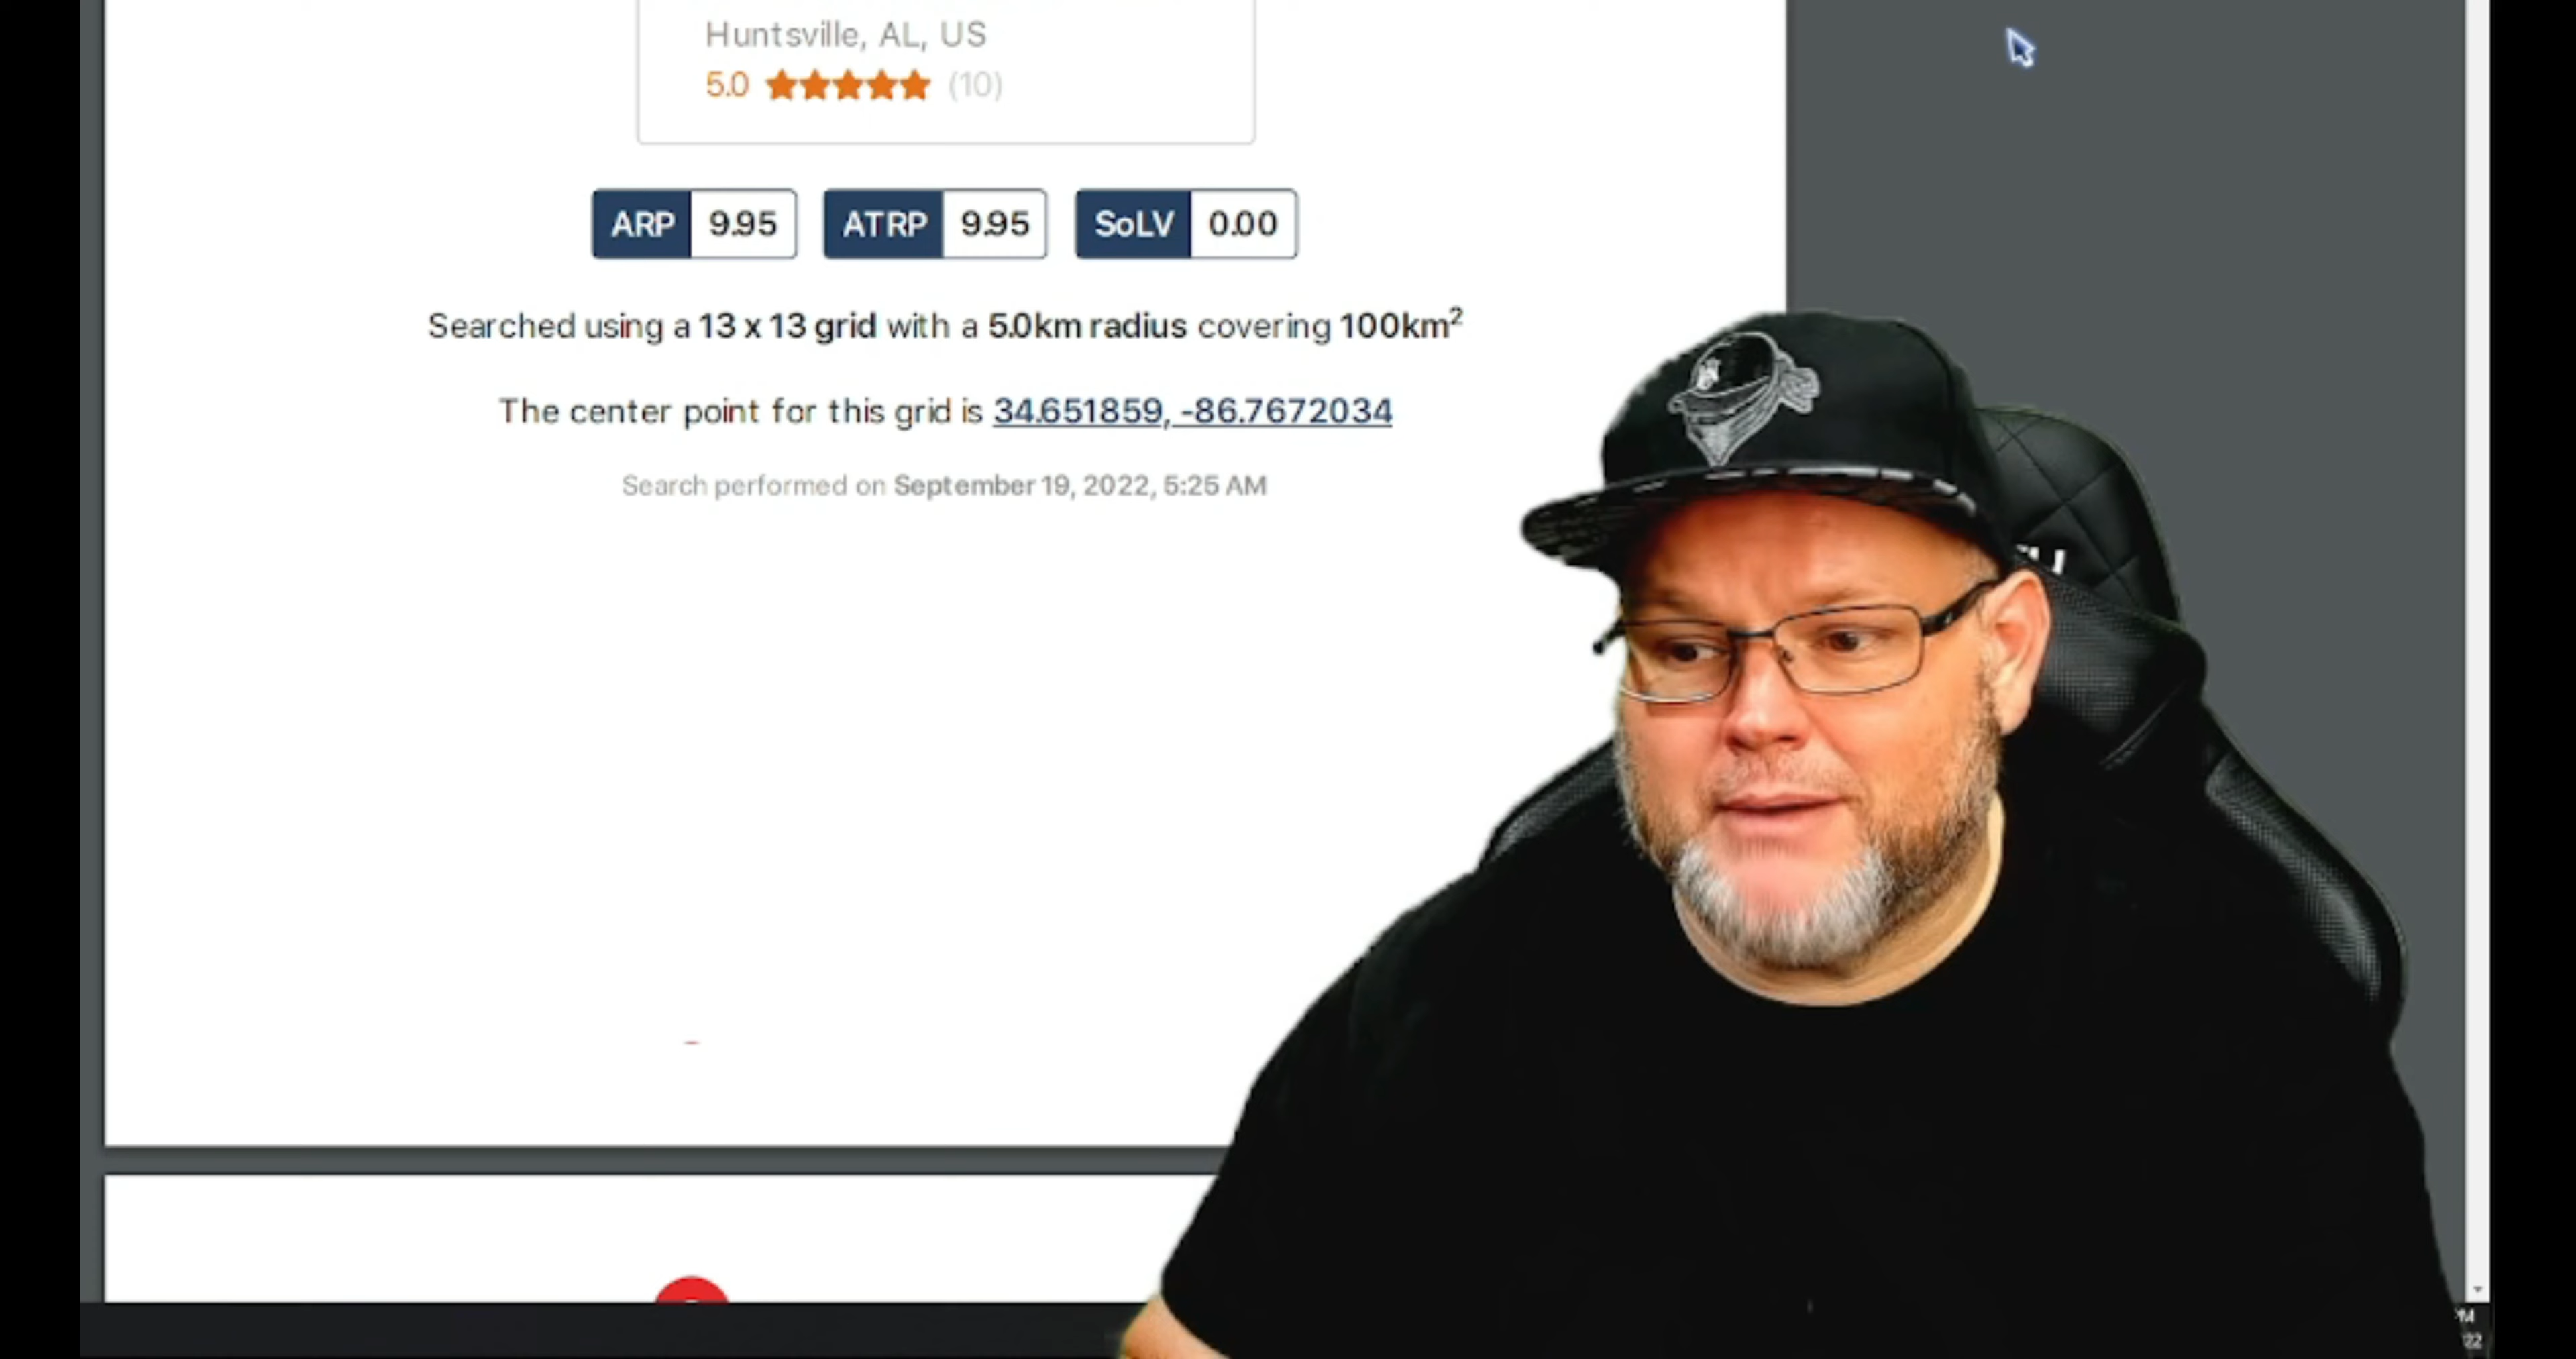 Huntsville, AL, US
5.0 (10)
ARP 9.95 ATRP 9.95 SoLV 0.00
Searched using a 13 x 13 grid with a 5.0km radius covering 100km²
The center point for this grid is 34.651859, -86.7672034
Search performed on September 19, 2022, 5:25 AM